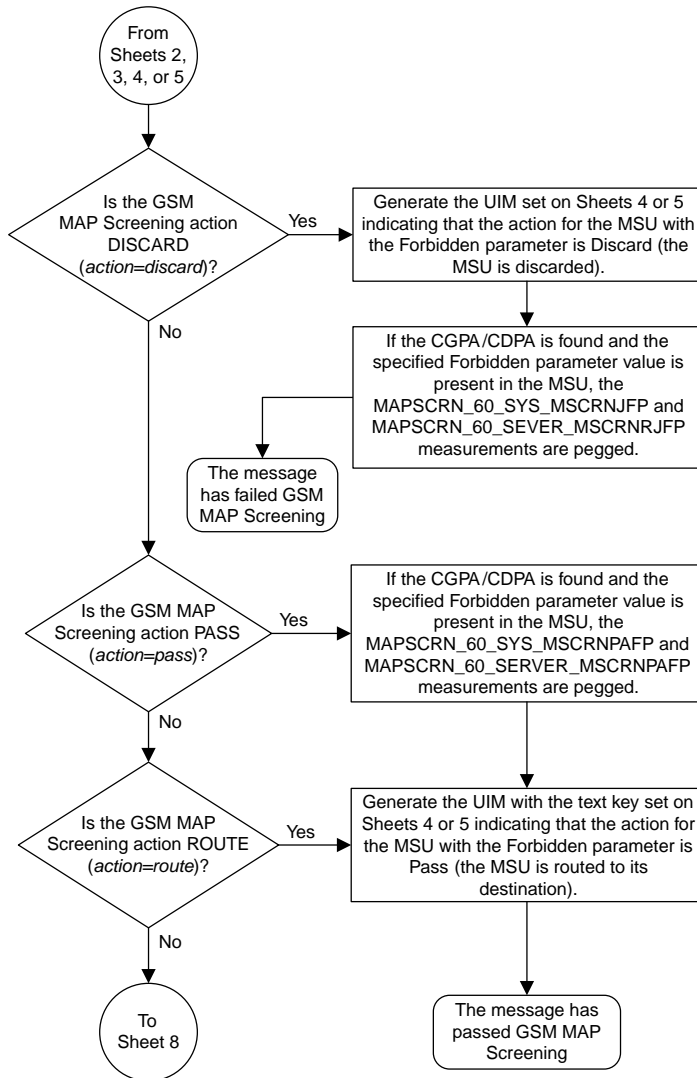 From
Sheets 2,
3, 4, or 5
Is the GSM
MAP Screening action
DISCARD
(action=discard)?
Yes
Generate the UIM set on Sheets 4 or 5
indicating that the action for the MSU with
the Forbidden parameter is Discard (the
MSU is discarded).
No
If the CGPA/CDPA is found and the
specified Forbidden parameter value is
present in the MSU, the
MAPSCRN_60_SYS_MSCRNJFP and
MAPSCRN_60_SEVER_MSCRNRJFP
measurements are pegged.
The message
has failed GSM
MAP Screening
Is the GSM MAP
Screening action PASS
(action=pass)?
Yes
If the CGPA/CDPA is found and the
specified Forbidden parameter value is
present in the MSU, the
MAPSCRN_60_SYS_MSCRNPAFP and
MAPSCRN_60_SERVER_MSCRNPAFP
measurements are pegged.
No
Is the GSM MAP
Screening action ROUTE
(action=route)?
Yes
Generate the UIM with the text key set on
Sheets 4 or 5 indicating that the action for
the MSU with the Forbidden parameter is
Pass (the MSU is routed to its
destination).
No
To
Sheet 8
The message has
passed GSM MAP
Screening